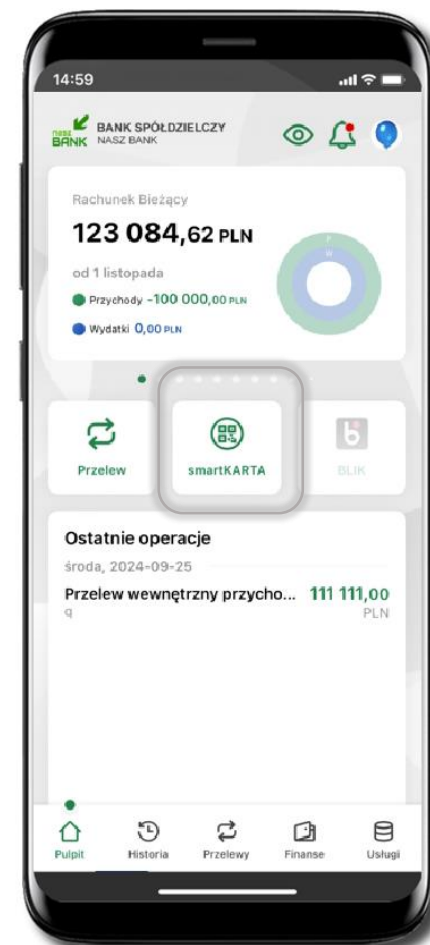 14:59
nasz BANK
BANK SPÓŁDZIELCZY
NASZ BANK
Rachunek Bieżący
123 084,62 PLN
od 1 listopada
Przychody -100 000,00 PLN
Wydatki 0,00 PLN
P
W
Przelew
smartKARTA
b
BLIK
Ostatnie operacje
środa, 2024-09-25
Przelew wewnętrzny przycho... 111 111,00
q
PLN
Pulpit
Historia
Przelewy
Finanse
Usługi